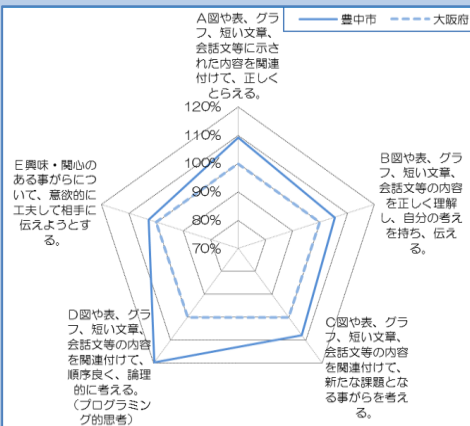 豊中市
大阪府
A図や表、グラ
フ、短い文章、
会話文等に示さ
れた内容を関連
付けて、正しく
とらえる。
120%
110%
100%
90%
80%
70%
B図や表、グラ
フ、短い文章、
会話文等の内容
を正しく理解
し、自分の考え
を持ち、伝え
る。
C図や表、グラ
フ、短い文章、
会話文等の内容
を関連付けて、
新たな課題とな
る事がらを考え
る。
D図や表、グラ
フ、短い文章、
会話文等の内容
を関連付けて、
順序良く、論理
的に考える。
（プログラミン
グ的思考）
E興味・関心の
ある事がらにつ
いて、意欲的に
工夫して相手に
伝えようとす
る。